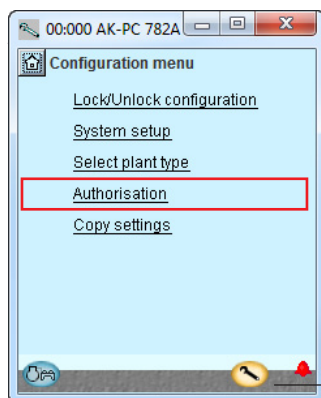 00:000 AK-PC 782A
Configuration menu
Lock/Unlock configuration
System setup
Select plant type
Authorisation
Copy settings